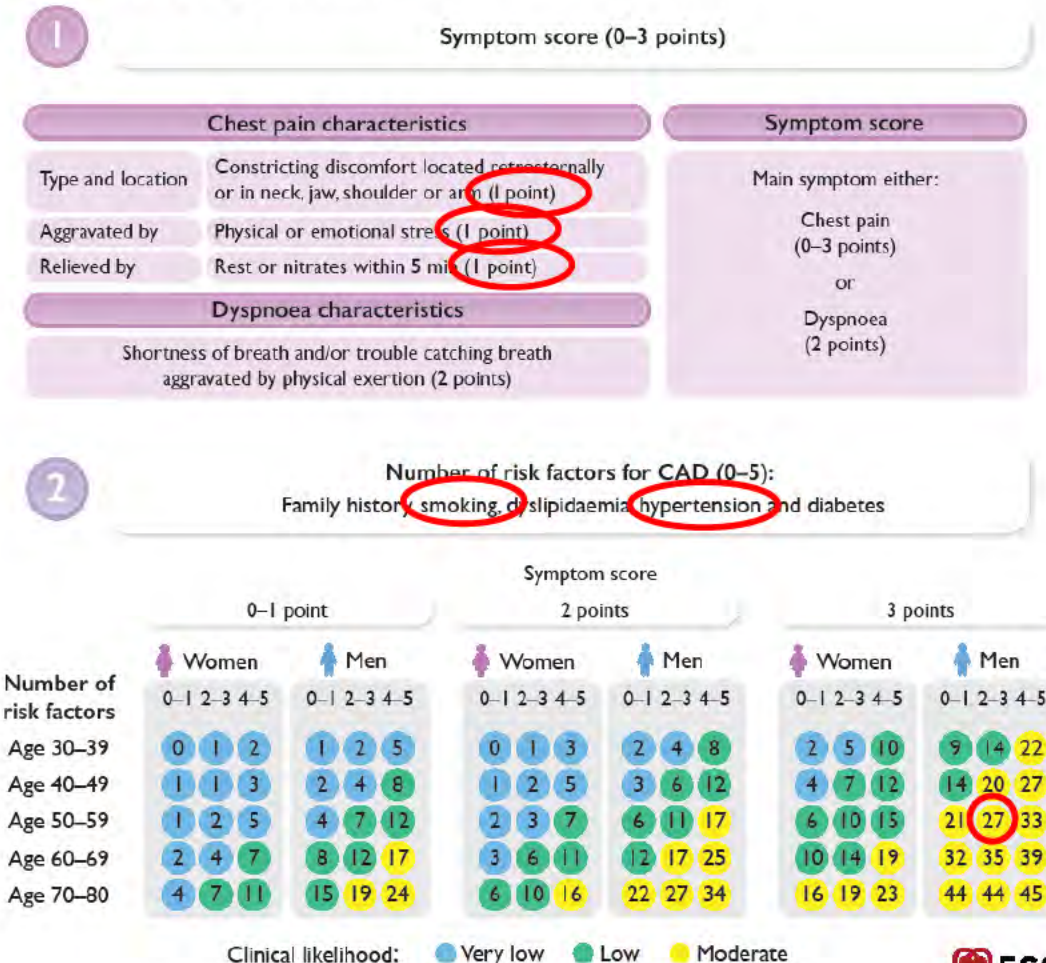 1
Symptom score (0–3 points)
Chest pain characteristics
Symptom score
Type and location
Constricting discomfort located retrosternally
or in neck, jaw, shoulder or arm (1 point)
Aggravated by
Physical or emotional stress (1 point)
Relieved by
Rest or nitrates within 5 min (1 point)
Dyspnoea characteristics
Shortness of breath and/or trouble catching breath
aggravated by physical exertion (2 points)
Main symptom either:
Chest pain
(0–3 points)
or
Dyspnoea
(2 points)
2
Number of risk factors for CAD (0–5):
Family history, smoking, dyslipidaemia, hypertension and diabetes
Symptom score
0–1 point 2 points 3 points
Women Men Women Men Women Men
Number of
risk factors
0–1 2–3 4–5 0–1 2–3 4–5 0–1 2–3 4–5 0–1 2–3 4–5 0–1 2–3 4–5 0–1 2–3 4–5
Age 30–39 0 1 2 1 2 5 0 1 3 2 4 8 2 5 10 9 14 22
Age 40–49 1 1 3 2 4 8 1 2 5 3 6 12 4 7 12 14 20 27
Age 50–59 1 2 5 4 7 12 2 3 7 6 11 17 6 10 15 21 27 33
Age 60–69 2 4 7 8 12 17 3 6 11 12 17 25 10 14 19 32 35 39
Age 70–80 4 7 11 15 19 24 6 10 16 22 27 34 16 19 23 44 44 45
Clinical likelihood: Very low Low Moderate